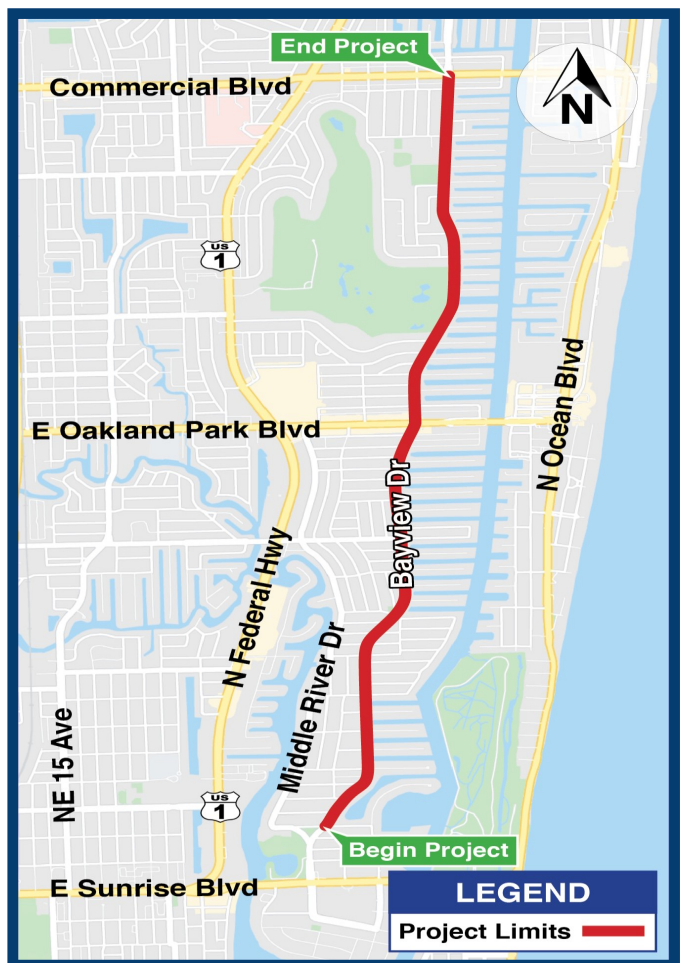 End Project
Commercial Blvd
N
US
1
E Oakland Park Blvd
N Ocean Blvd
Bayview Dr
N Federal Hwy
Middle River Dr
NE 15 Ave
US
1
Begin Project
E Sunrise Blvd
LEGEND
Project Limits